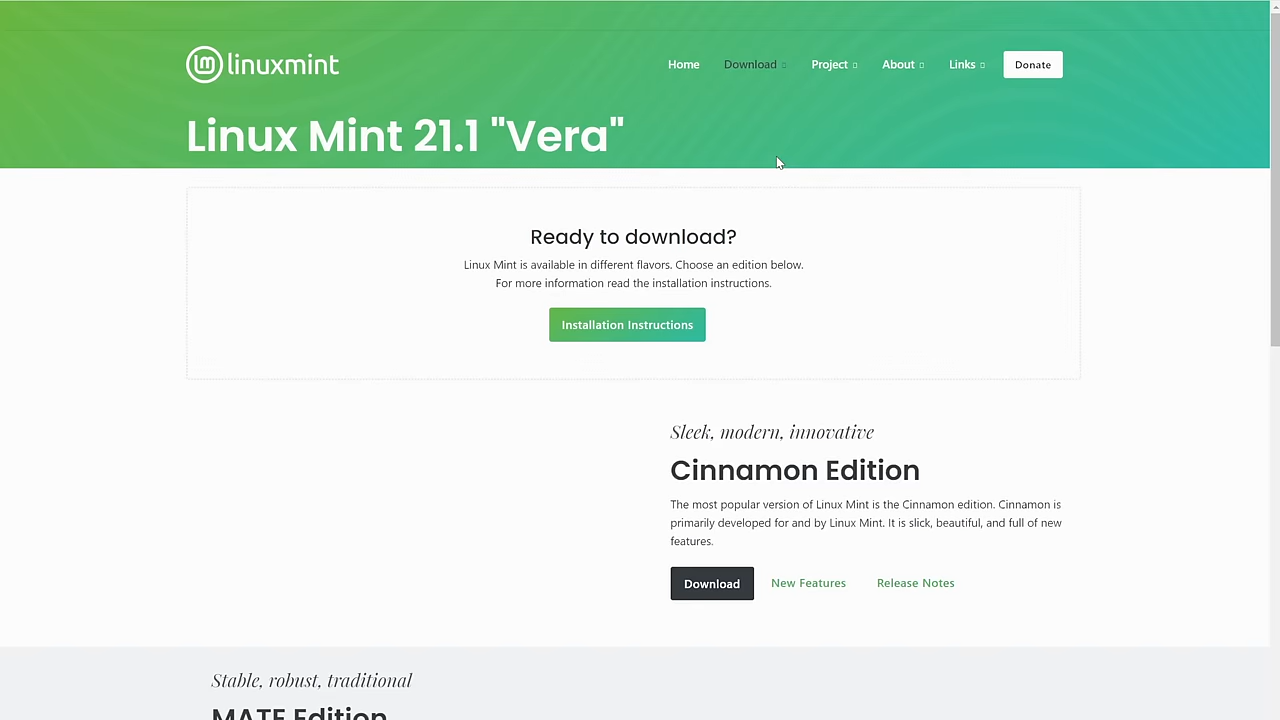 linuxmint
Home Download Project About Links Donate
Linux Mint 21.1 "Vera"
Ready to download?
Linux Mint is available in different flavors. Choose an edition below.
For more information read the installation instructions.
Installation Instructions
Sleek, modern, innovative
Cinnamon Edition
The most popular version of Linux Mint is the Cinnamon edition. Cinnamon is
primarily developed for and by Linux Mint. It is slick, beautiful, and full of new
features.
Download New Features Release Notes
Stable, robust, traditional
MATE Edition